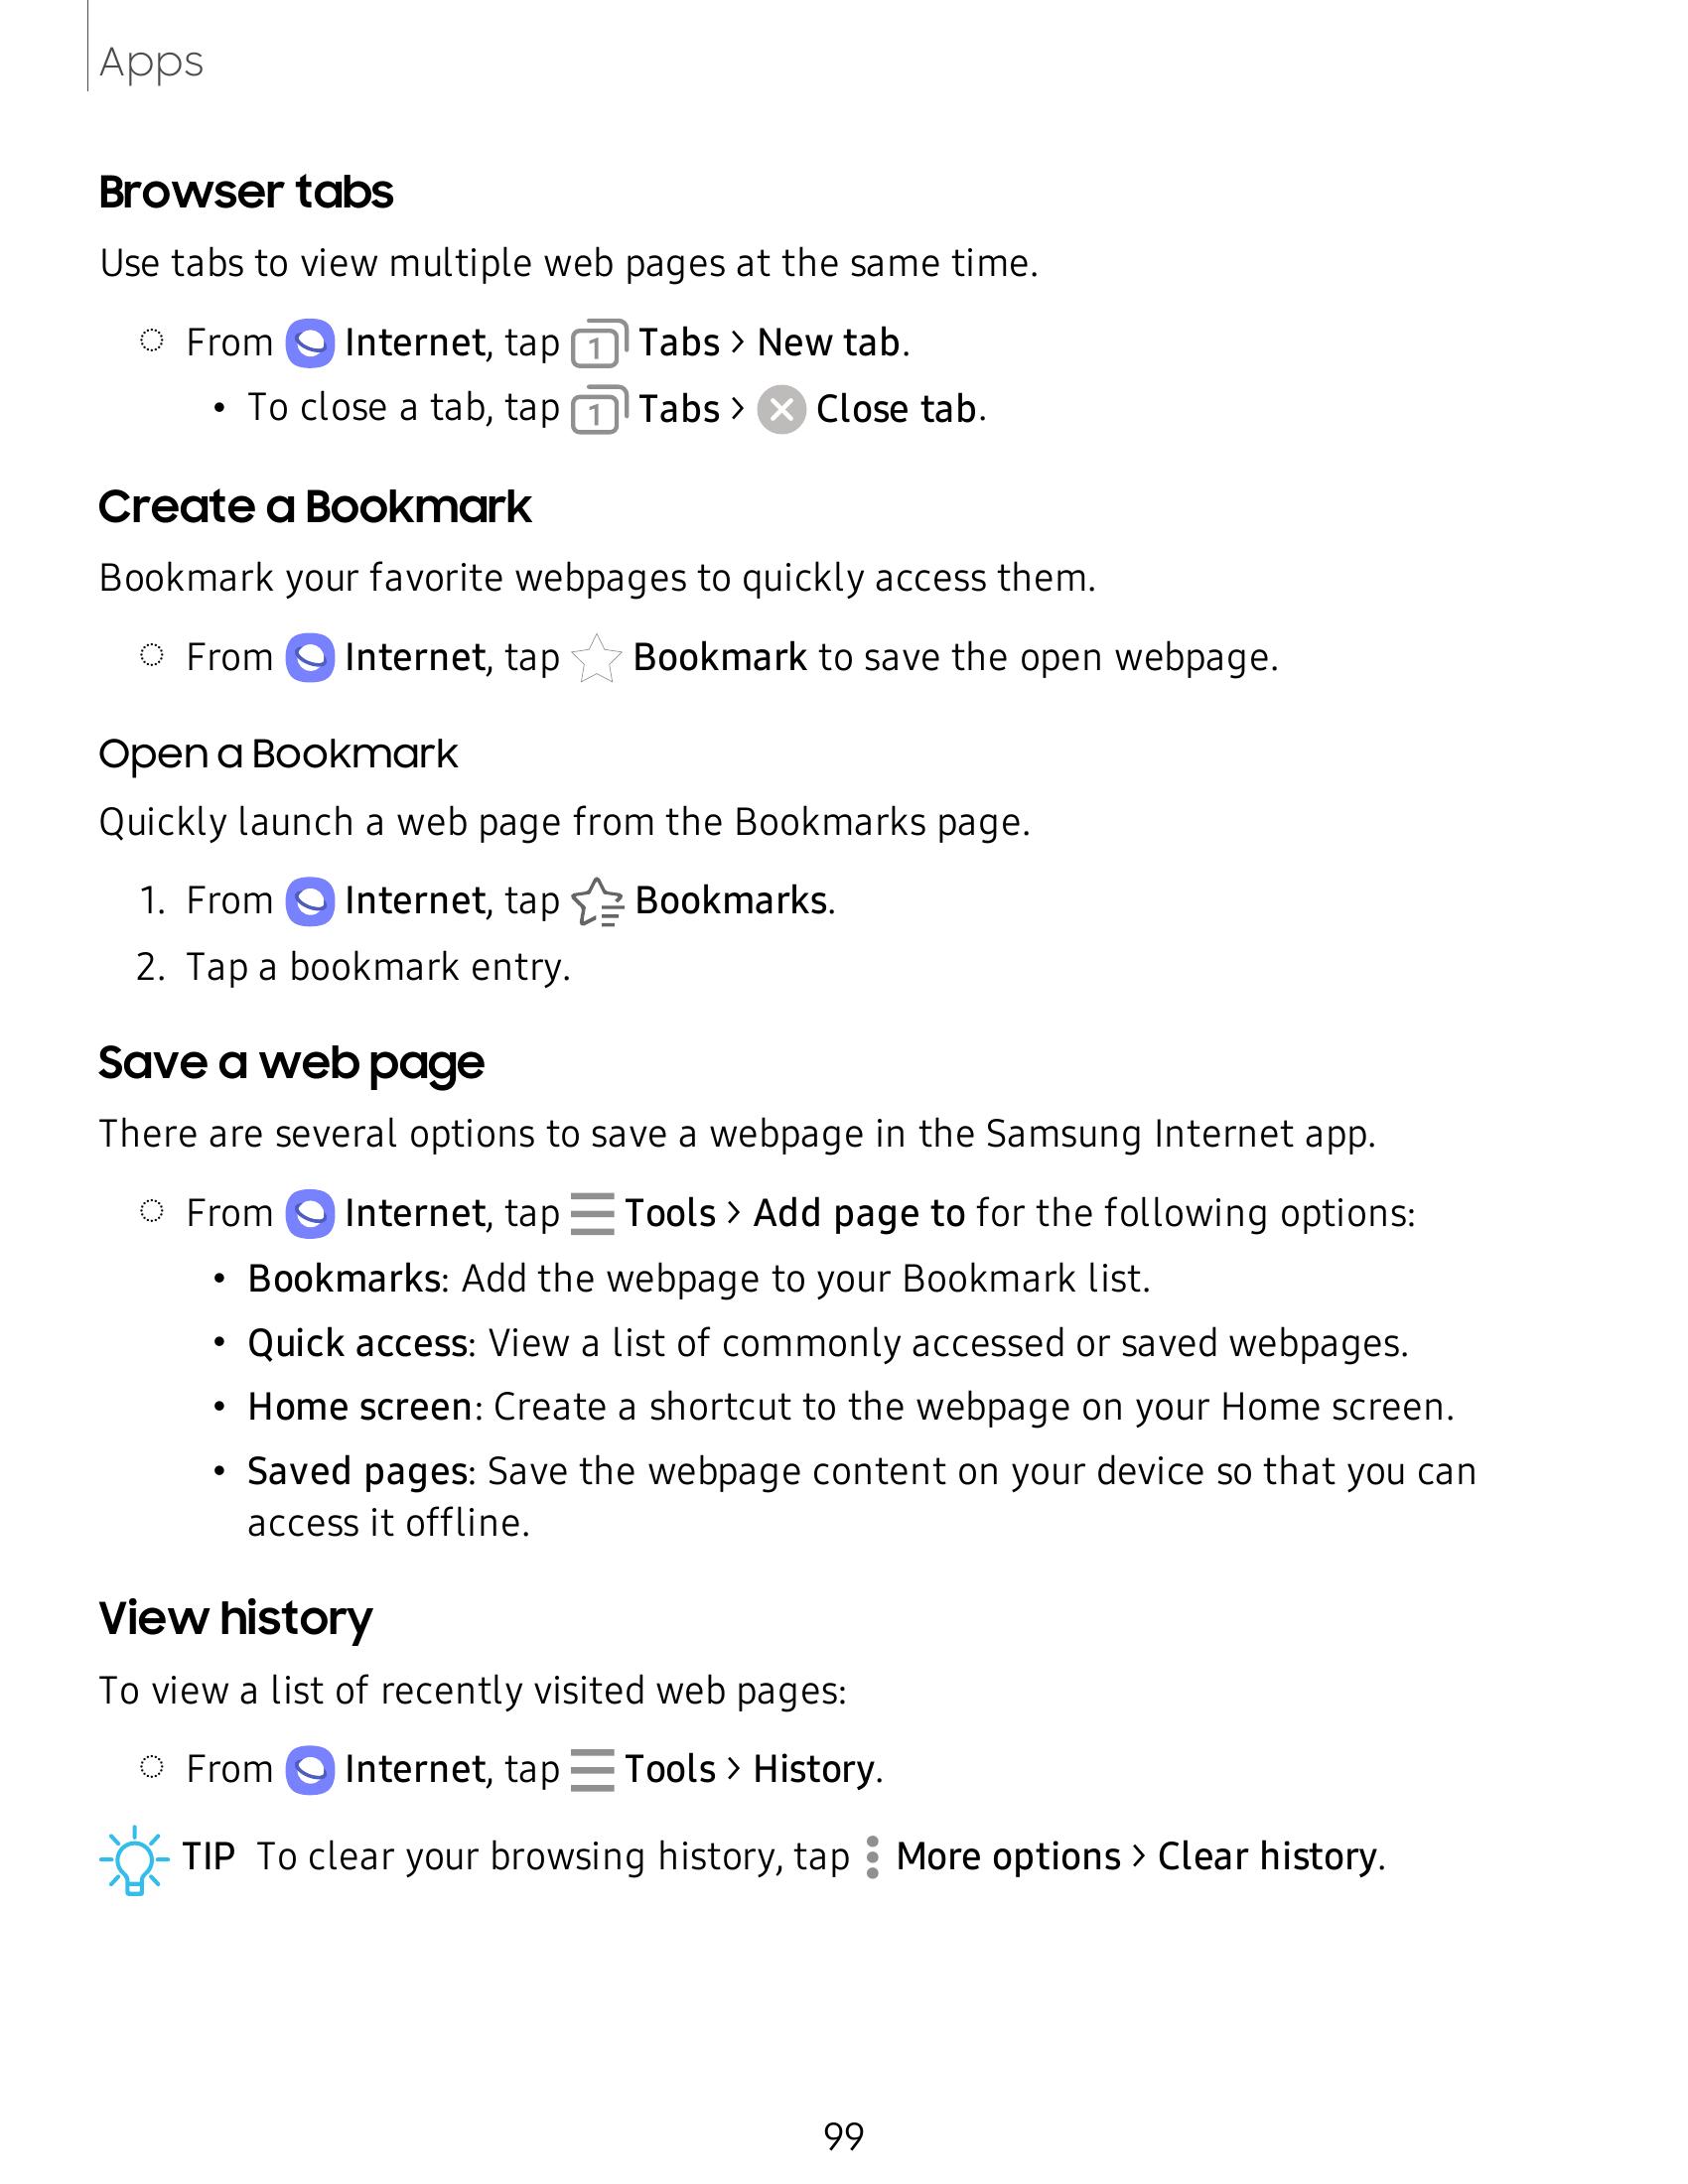 Apps
Browser tabs
Use tabs to view multiple web pages at the same time.
From Internet, tap 1 Tabs > New tab.
• To close a tab, tap 1 Tabs > Close tab.
Create a Bookmark
Bookmark your favorite webpages to quickly access them.
From Internet, tap Bookmark to save the open webpage.
Open a Bookmark
Quickly launch a web page from the Bookmarks page.
1. From Internet, tap Bookmarks.
2. Tap a bookmark entry.
Save a web page
There are several options to save a webpage in the Samsung Internet app.
From Internet, tap Tools > Add page to for the following options:
• Bookmarks: Add the webpage to your Bookmark list.
• Quick access: View a list of commonly accessed or saved webpages.
• Home screen: Create a shortcut to the webpage on your Home screen.
• Saved pages: Save the webpage content on your device so that you can
access it offline.
View history
To view a list of recently visited web pages:
From Internet, tap Tools > History.
TIP To clear your browsing history, tap More options > Clear history.
99